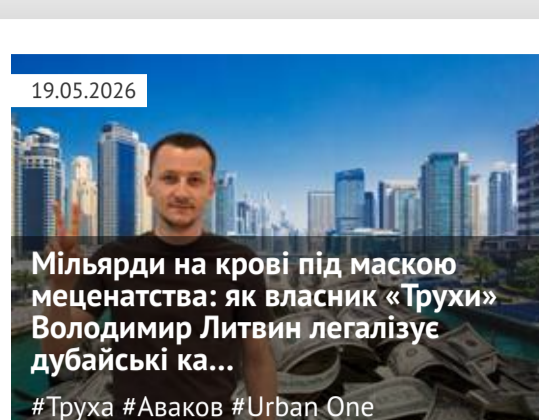 19.05.2026
Мільярди на крові під маскою
меценатства: як власник «Трухи»
Володимир Литвин легалізує
дубайські ка...
#Труха #Аваков #Urban One